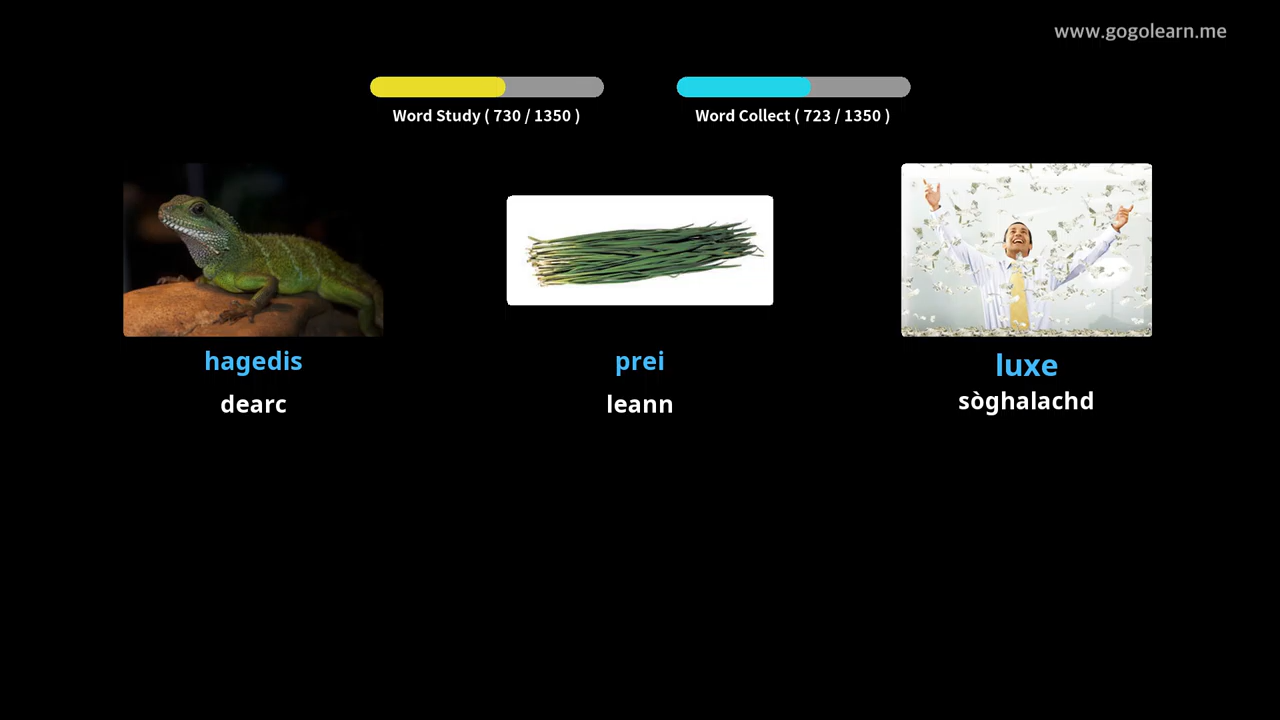 www.gogolearn.me
Word Study ( 730 / 1350 )
Word Collect ( 723 / 1350 )
hagedis
prei
luxe
dearc
leann
sòghalachd